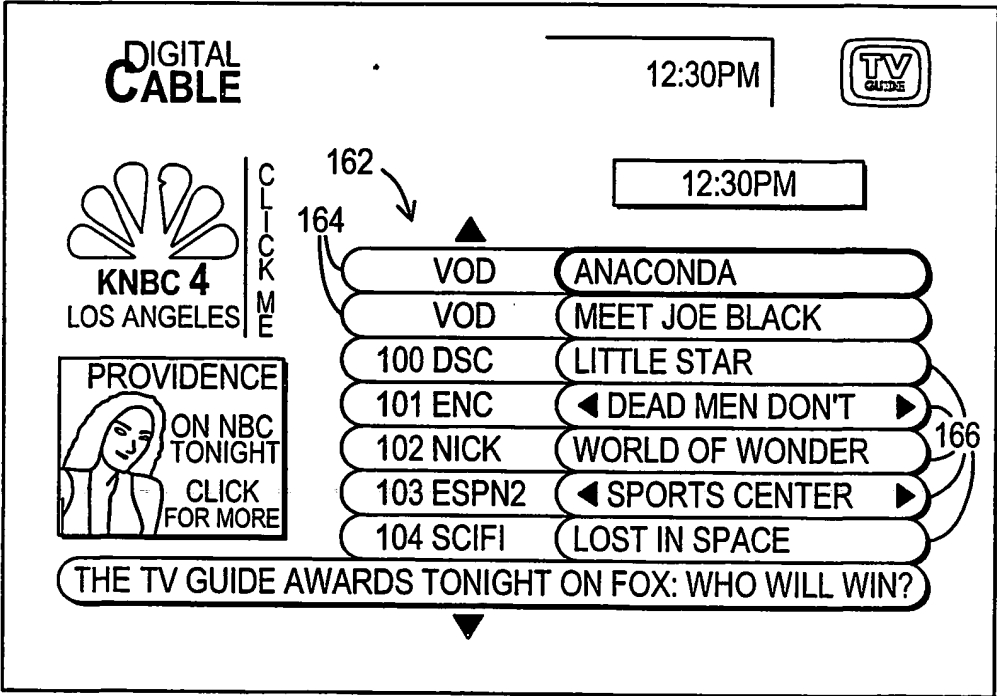 DIGITAL
CABLE
12:30PM
TV
GUIDE
162
164
12:30PM
CLICK ME
KNBC 4
LOS ANGELES
VOD ANACONDA
VOD MEET JOE BLACK
100 DSC LITTLE STAR
101 ENC ◄ DEAD MEN DON'T ►
102 NICK WORLD OF WONDER
103 ESPN2 ◄ SPORTS CENTER ►
104 SCIFI LOST IN SPACE
166
PROVIDENCE
ON NBC
TONIGHT
CLICK
FOR MORE
THE TV GUIDE AWARDS TONIGHT ON FOX: WHO WILL WIN?